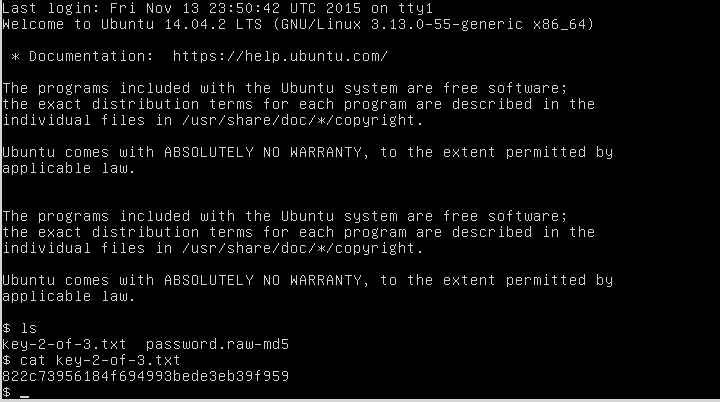 Last login: Fri Nov 13 23:50:42 UTC 2015 on tty1
Welcome to Ubuntu 14.04.2 LTS (GNU/Linux 3.13.0-55-generic x86_64)
* Documentation:  https://help.ubuntu.com/
The programs included with the Ubuntu system are free software;
the exact distribution terms for each program are described in the
individual files in /usr/share/doc/*/copyright.
Ubuntu comes with ABSOLUTELY NO WARRANTY, to the extent permitted by
applicable law.
The programs included with the Ubuntu system are free software;
the exact distribution terms for each program are described in the
individual files in /usr/share/doc/*/copyright.
Ubuntu comes with ABSOLUTELY NO WARRANTY, to the extent permitted by
applicable law.
$ ls
key-2-of-3.txt  password.raw-md5
$ cat key-2-of-3.txt
822c73956184f694993bede3eb39f959
$ _